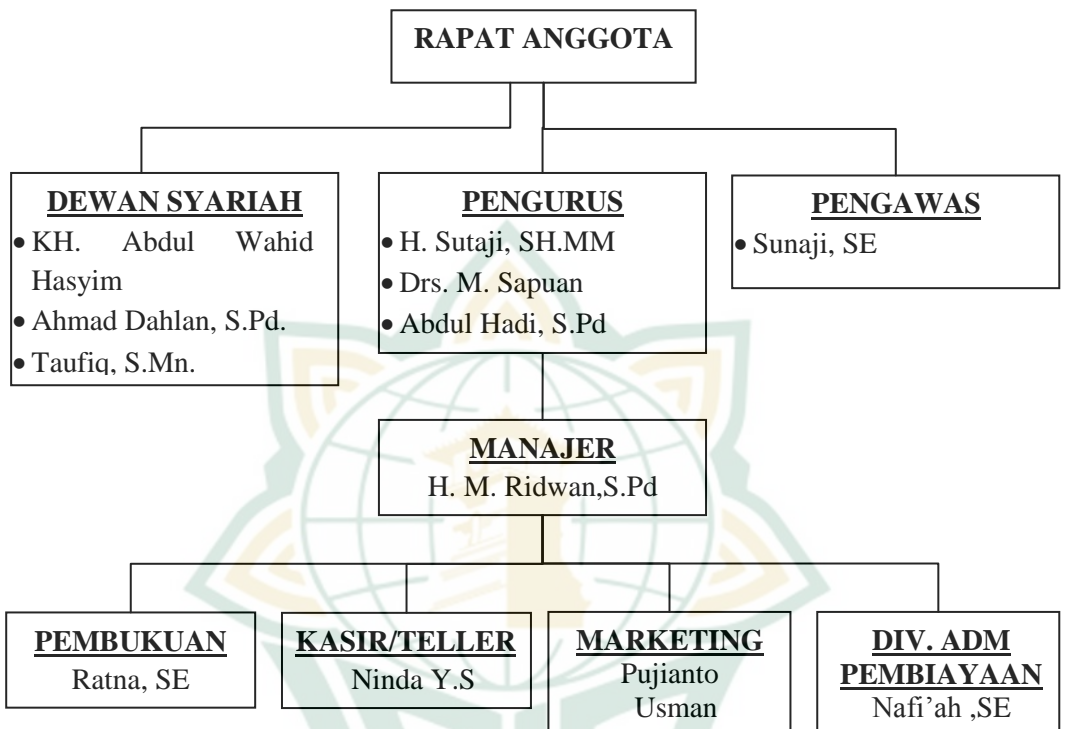 RAPAT ANGGOTA
DEWAN SYARIAH
• KH. Abdul Wahid
Hasyim
• Ahmad Dahlan, S.Pd.
• Taufiq, S.Mn.
PENGURUS
• H. Sutaji, SH.MM
• Drs. M. Sapuan
• Abdul Hadi, S.Pd
PENGAWAS
• Sunaji, SE
MANAJER
H. M. Ridwan,S.Pd
PEMBUKUAN
Ratna, SE
KASIR/TELLER
Ninda Y.S
MARKETING
Pujianto
Usman
DIV. ADM
PEMBIAYAAN
Nafi’ah ,SE